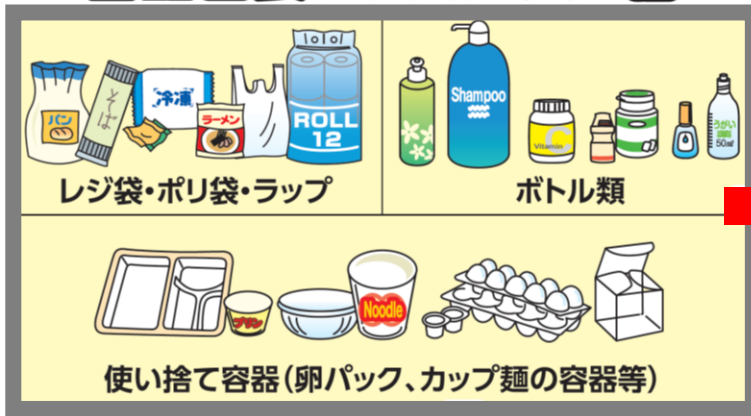 パン
そば
冷凍
ラーメン
ROLL
12
レジ袋・ポリ袋・ラップ
Shampoo
Vitamin C
うがい
50㎖
ボトル類
プリン
Noodle
使い捨て容器（卵パック、カップ麺の容器等）